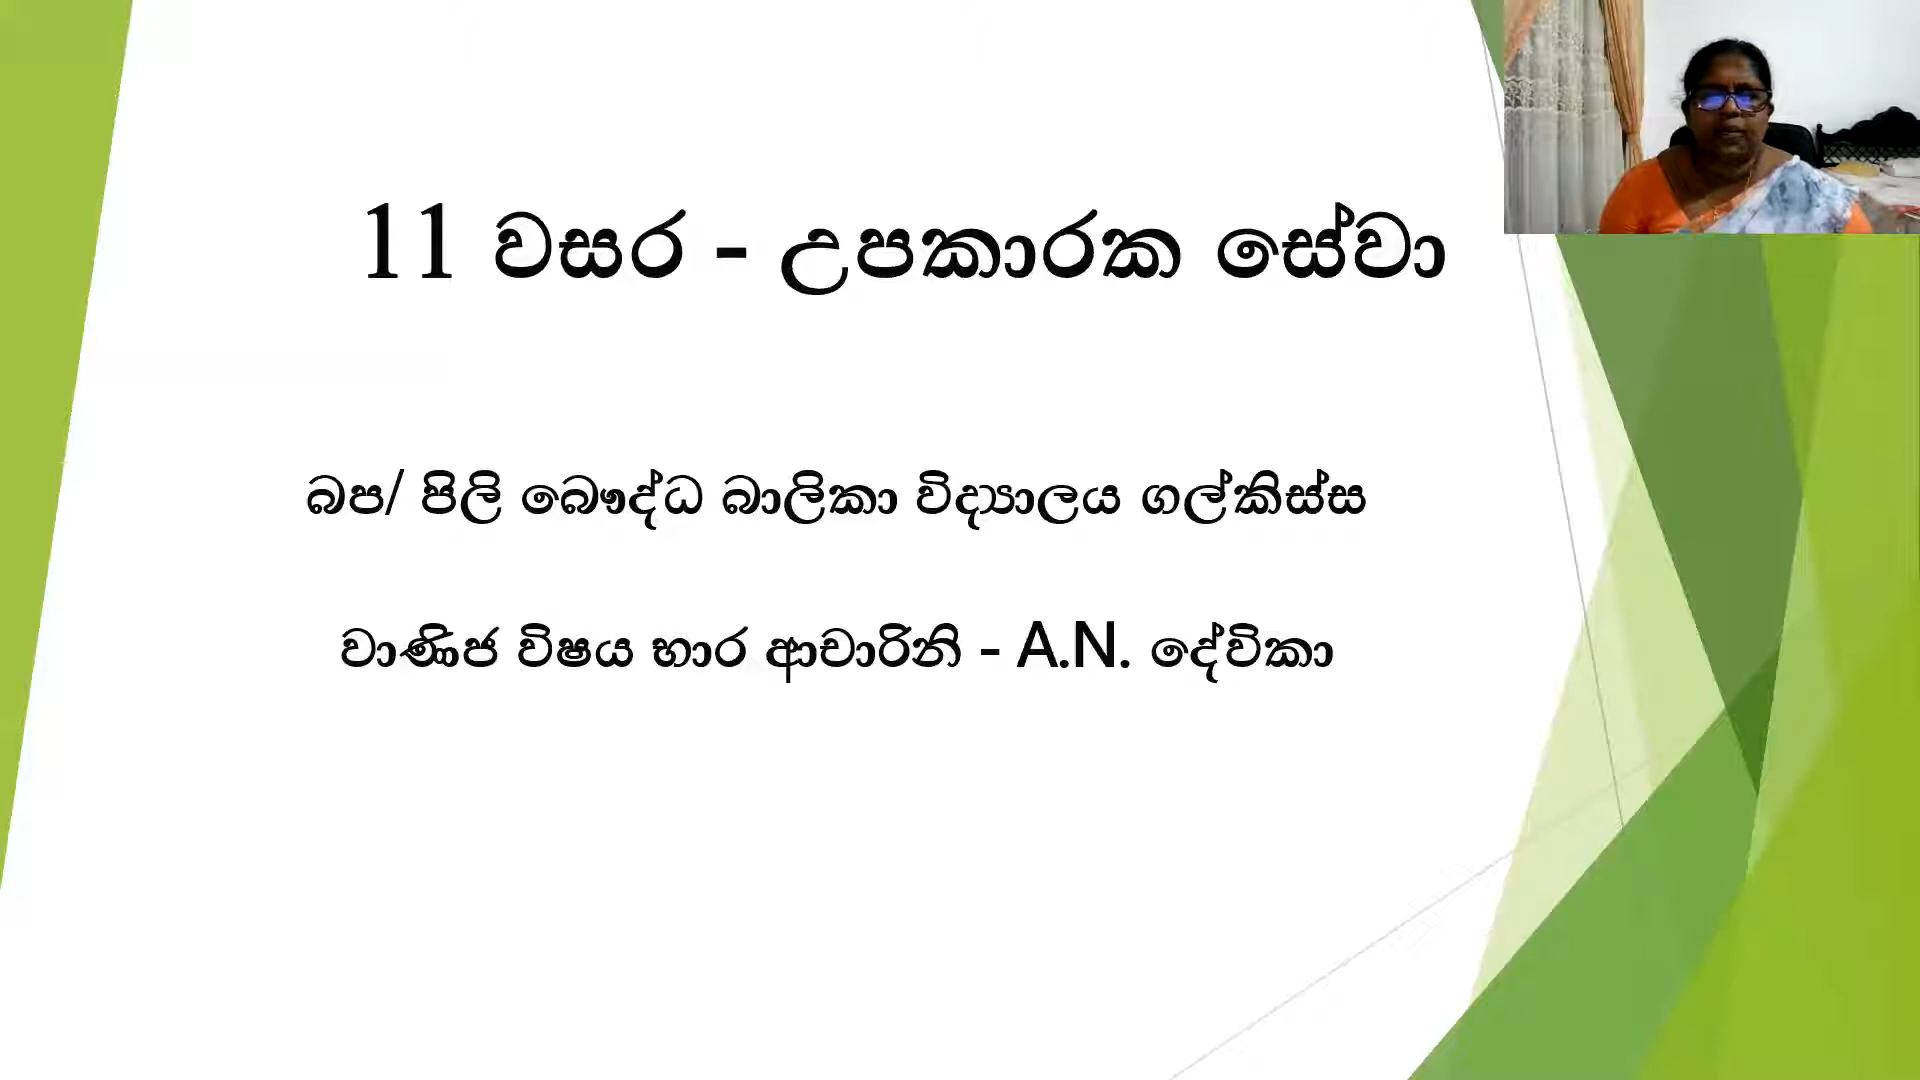 11 වසර - උපකාරක සේවා
බප/ පිලි බෞද්ධ බාලිකා විද්‍යාලය ගල්කිස්ස
වාණිජ විෂය භාර ආචාරිනි - A.N. දේවිකා